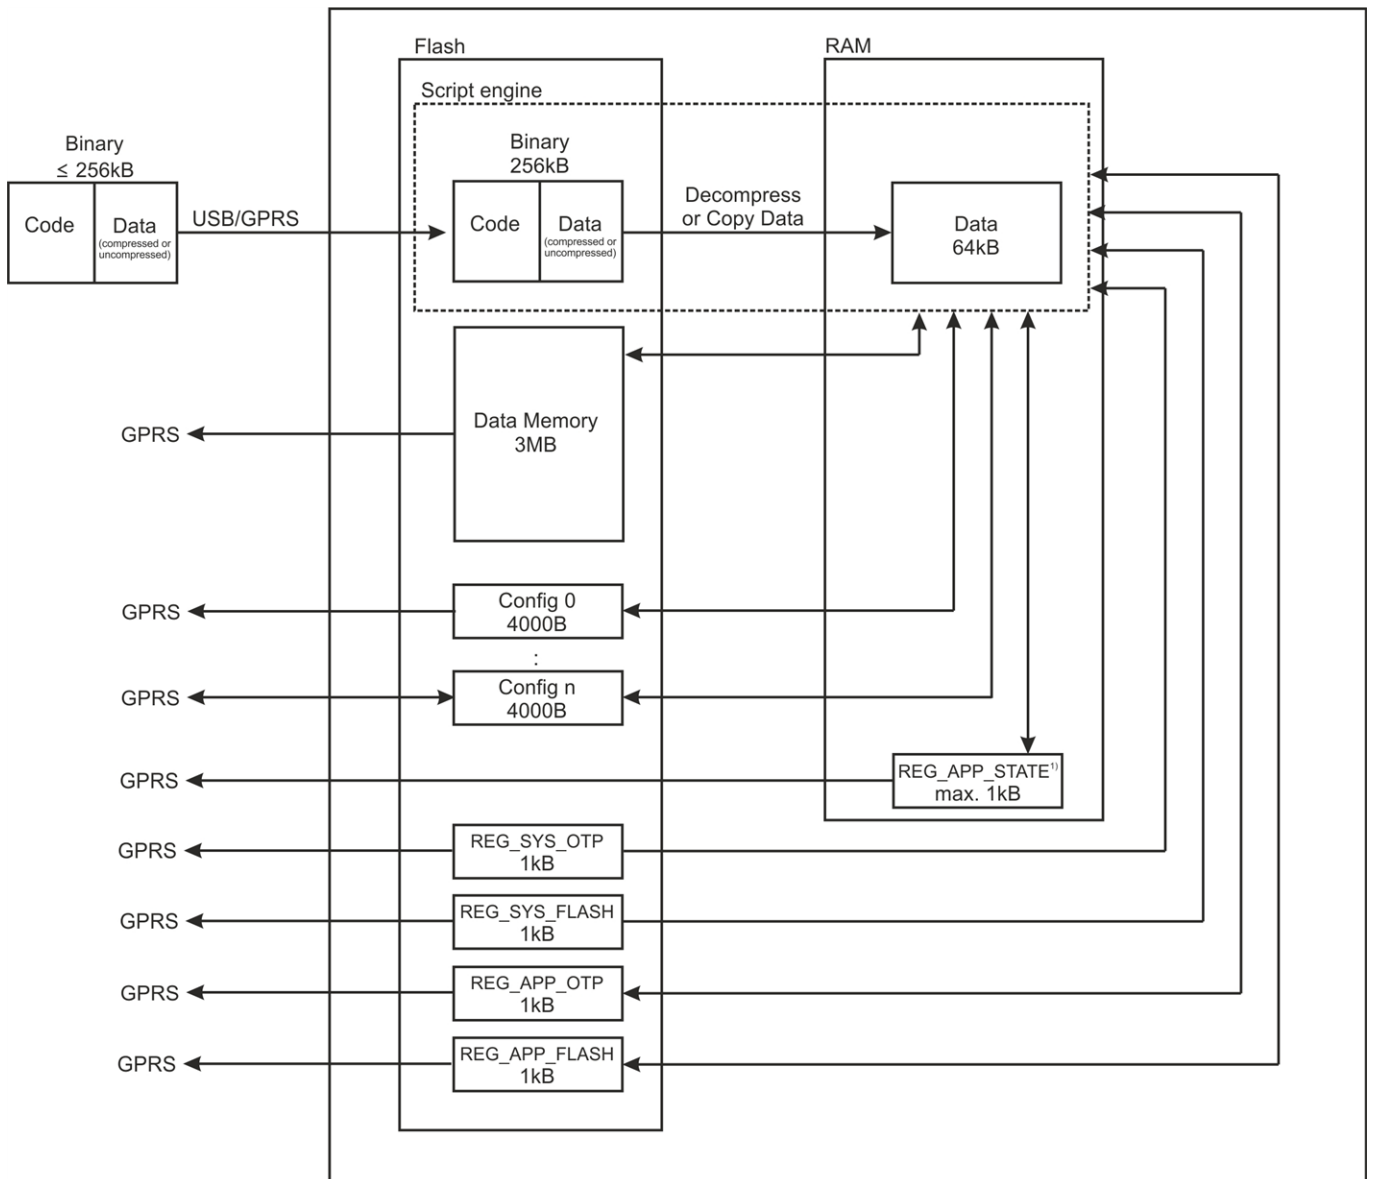 Flash
RAM
Script engine
Binary
≤ 256kB
Code
Data
(compressed or
uncompressed)
USB/GPRS
Binary
256kB
Code
Data
(compressed or
uncompressed)
Decompress
or Copy Data
Data
64kB
GPRS
Data Memory
3MB
GPRS
Config 0
4000B
:
GPRS
Config n
4000B
GPRS
REG_APP_STATE¹⁾
max. 1kB
GPRS
REG_SYS_OTP
1kB
GPRS
REG_SYS_FLASH
1kB
GPRS
REG_APP_OTP
1kB
GPRS
REG_APP_FLASH
1kB